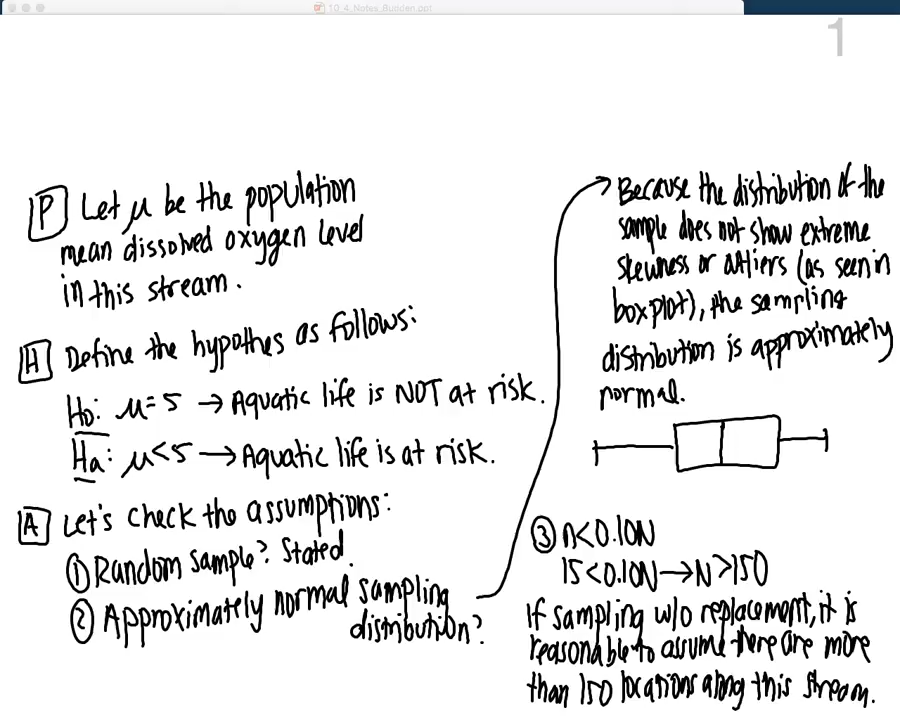 10_4_Notes_Budden.ppt
1
P Let μ be the population
mean dissolved oxygen level
in this stream.
H Define the hypothes as follows:
Ho: μ=5 → Aquatic life is NOT at risk.
Ha: μ<5 → Aquatic life is at risk.
A Let's check the assumptions:
① Random sample? Stated.
② Approximately normal sampling
distribution?
Because the distribution of the
sample does not show extreme
skewness or outliers (as seen in
boxplot), the sampling
distribution is approximately
normal.
③ n<0.10N
15<0.10N→N>150
If sampling w/o replacement, it is
reasonable to assume there are more
than 150 locations along this stream.